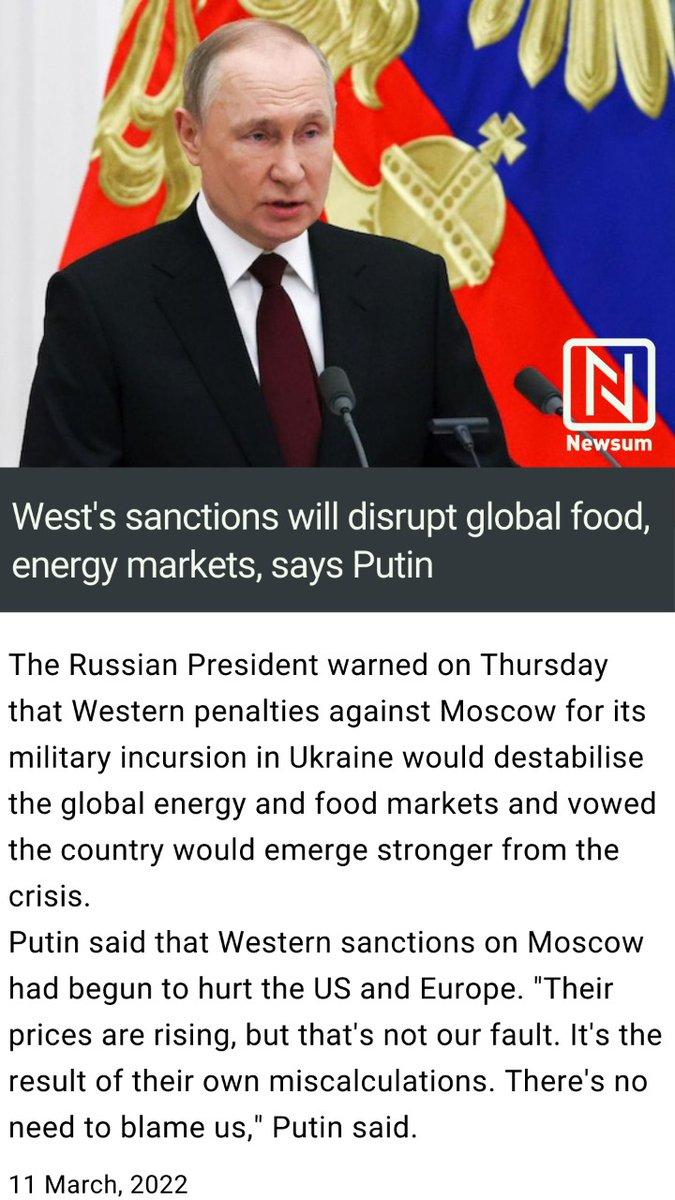 N
Newsum
West's sanctions will disrupt global food,
energy markets, says Putin
The Russian President warned on Thursday
that Western penalties against Moscow for its
military incursion in Ukraine would destabilise
the global energy and food markets and vowed
the country would emerge stronger from the
crisis.
Putin said that Western sanctions on Moscow
had begun to hurt the US and Europe. "Their
prices are rising, but that's not our fault. It's the
result of their own miscalculations. There's no
need to blame us," Putin said.
11 March, 2022